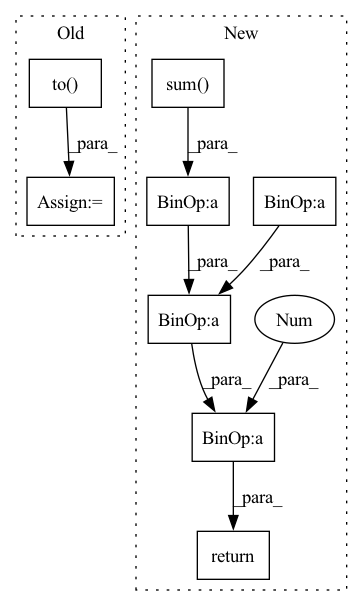 Old
New
to()
sum()
_para_
_para_
Assign:=
BinOp:a
BinOp:a
_para_
_para_
BinOp:a
Num
_para_
_para_
BinOp:a
_para_
return